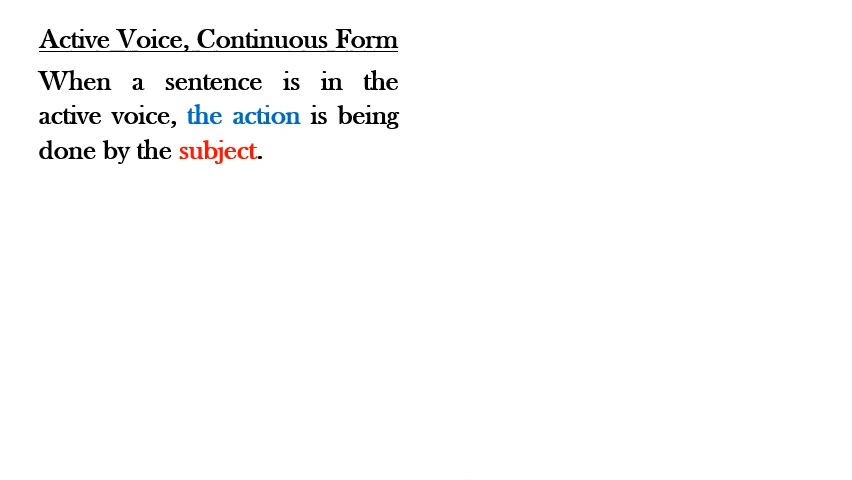 Active Voice, Continuous Form
When a sentence is in the
active voice, the action is being
done by the subject.